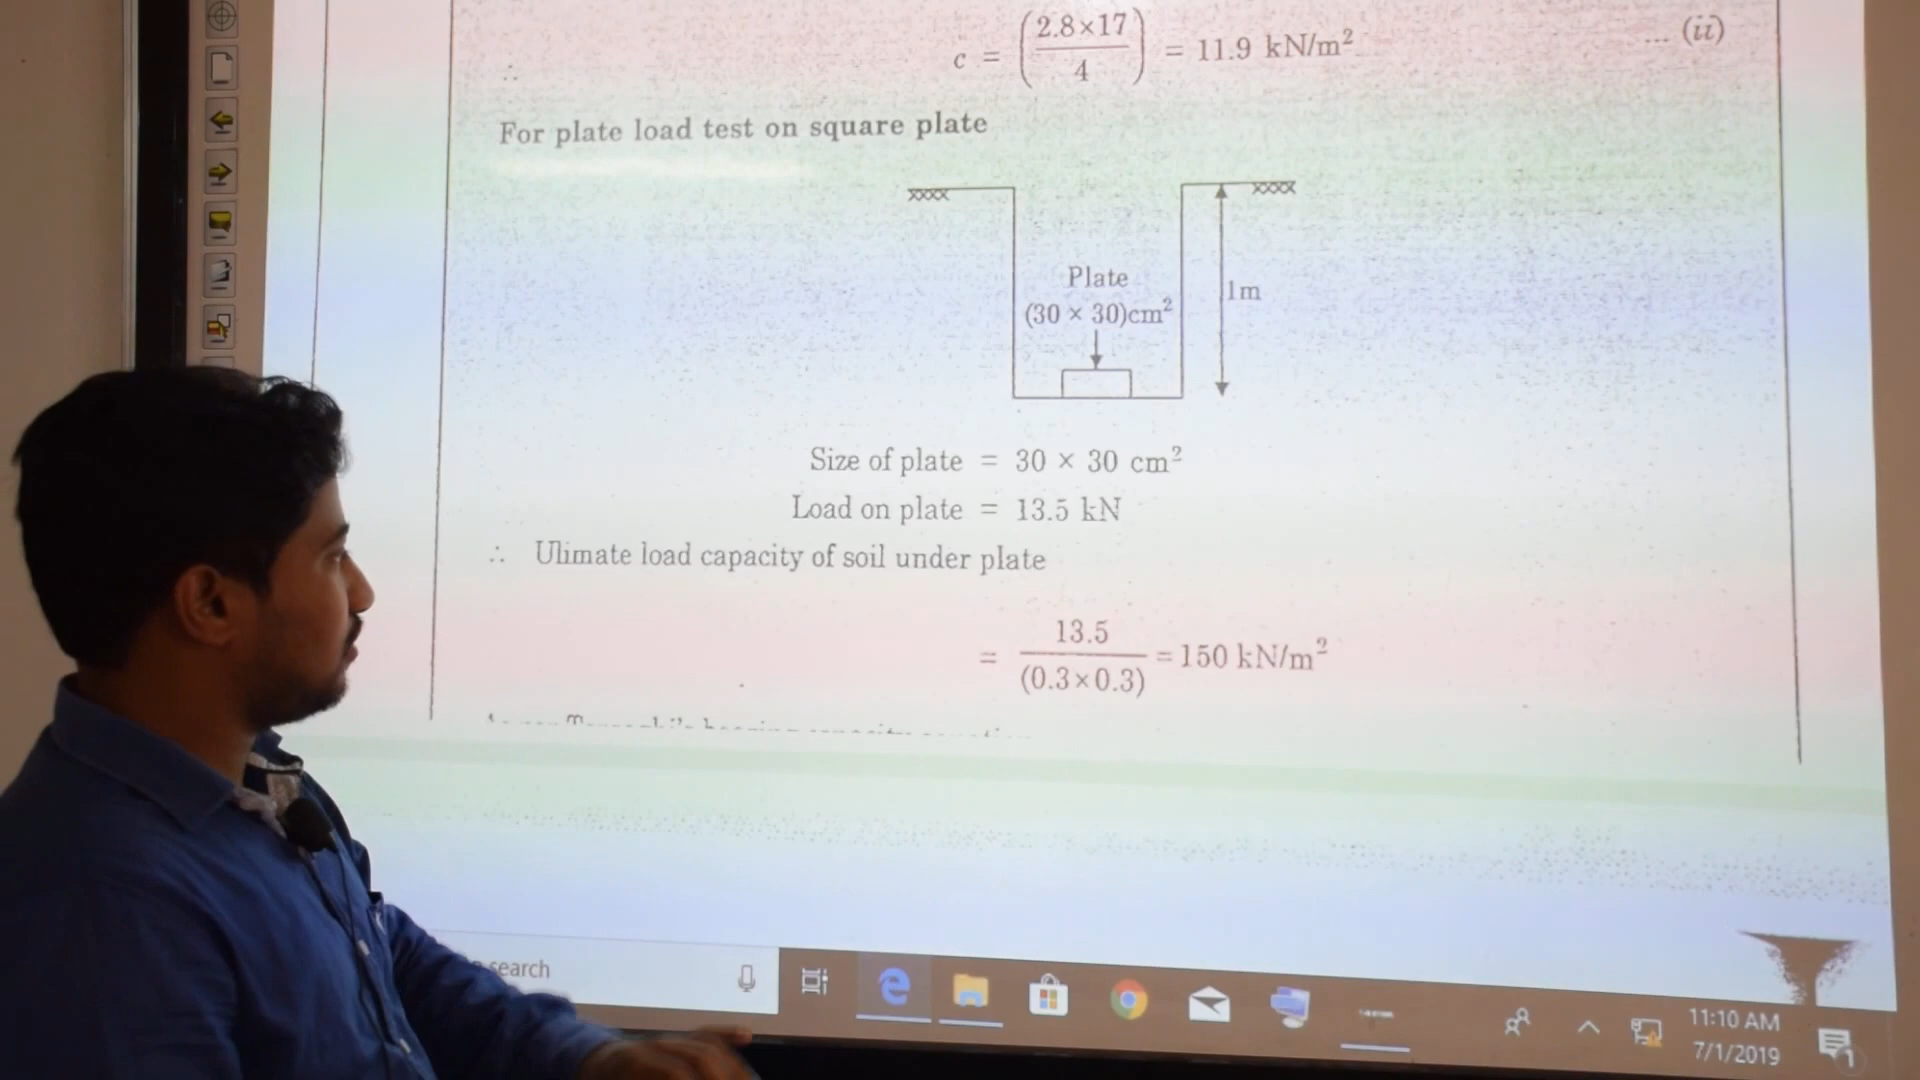 ∴ c = (2.8×17 / 4) = 11.9 kN/m² ... (ii)
For plate load test on square plate
Plate
(30 × 30)cm²
1m
Size of plate = 30 × 30 cm²
Load on plate = 13.5 kN
∴ Ulimate load capacity of soil under plate
= 13.5 / (0.3×0.3) = 150 kN/m²
search
11:10 AM
7/1/2019
1